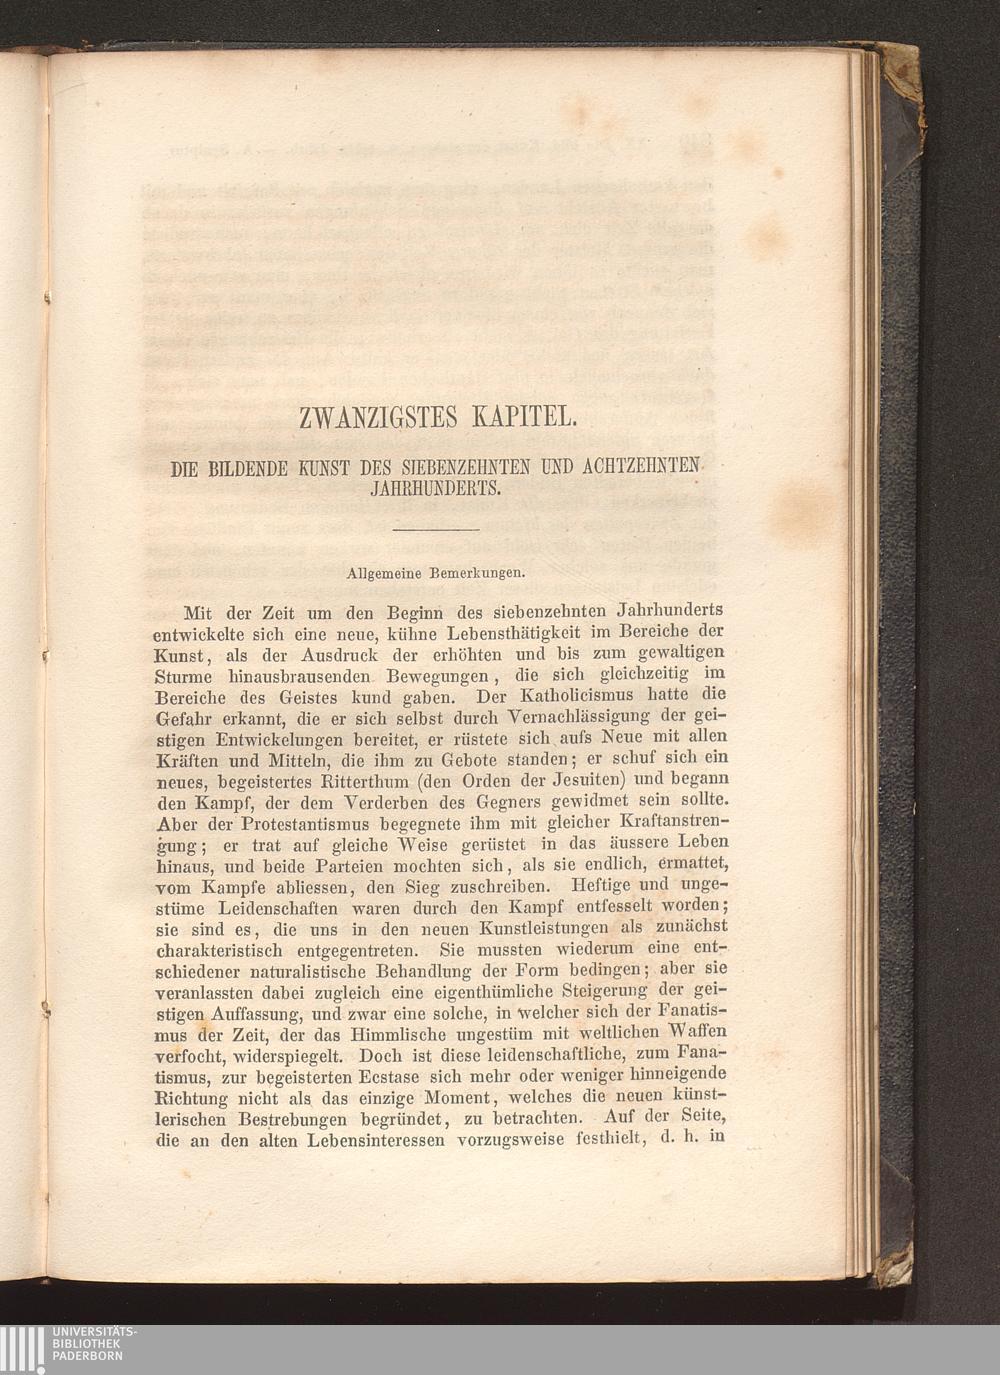 ZWANZIGSTES KAPITEL.
DIE BILDENDE KUNST DES SIEBENZEHNTEN UND ACHTZEHNTEN
JAHRHUNDERTS.
Allgemeine Bemerkungen.
Mit der Zeit um den Beginn des siebenzehnten Jahrhunderts
entwickelte sich eine neue, kühne Lebensthätigkeit im Bereiche der
Kunst, als der Ausdruck der erhöhten und bis zum gewaltigen
Sturme hinausbrausenden Bewegungen, die sich gleichzeitig im
Bereiche des Geistes kund gaben. Der Katholicismus hatte die
Gefahr erkannt, die er sich selbst durch Vernachlässigung der gei-
stigen Entwickelungen bereitet, er rüstete sich aufs Neue mit allen
Kräften und Mitteln, die ihm zu Gebote standen; er schuf sich ein
neues, begeistertes Ritterthum (den Orden der Jesuiten) und begann
den Kampf, der dem Verderben des Gegners gewidmet sein sollte.
Aber der Protestantismus begegnete ihm mit gleicher Kraftanstren-
gung; er trat auf gleiche Weise gerüstet in das äussere Leben
hinaus, und beide Parteien mochten sich, als sie endlich, ermattet,
vom Kampfe abliessen, den Sieg zuschreiben. Heftige und unge-
stüme Leidenschaften waren durch den Kampf entfesselt worden;
sie sind es, die uns in den neuen Kunstleistungen als zunächst
charakteristisch entgegentreten. Sie mussten wiederum eine ent-
schiedener naturalistische Behandlung der Form bedingen; aber sie
veranlassten dabei zugleich eine eigenthümliche Steigerung der gei-
stigen Auffassung, und zwar eine solche, in welcher sich der Fanatis-
mus der Zeit, der das Himmlische ungestüm mit weltlichen Waffen
verfocht, widerspiegelt. Doch ist diese leidenschaftliche, zum Fana-
tismus, zur begeisterten Ecstase sich mehr oder weniger hinneigende
Richtung nicht als das einzige Moment, welches die neuen künst-
lerischen Bestrebungen begründet, zu betrachten. Auf der Seite,
die an den alten Lebensinteressen vorzugsweise festhielt, d. h. in
UNIVERSITÄTS-
BIBLIOTHEK
PADERBORN